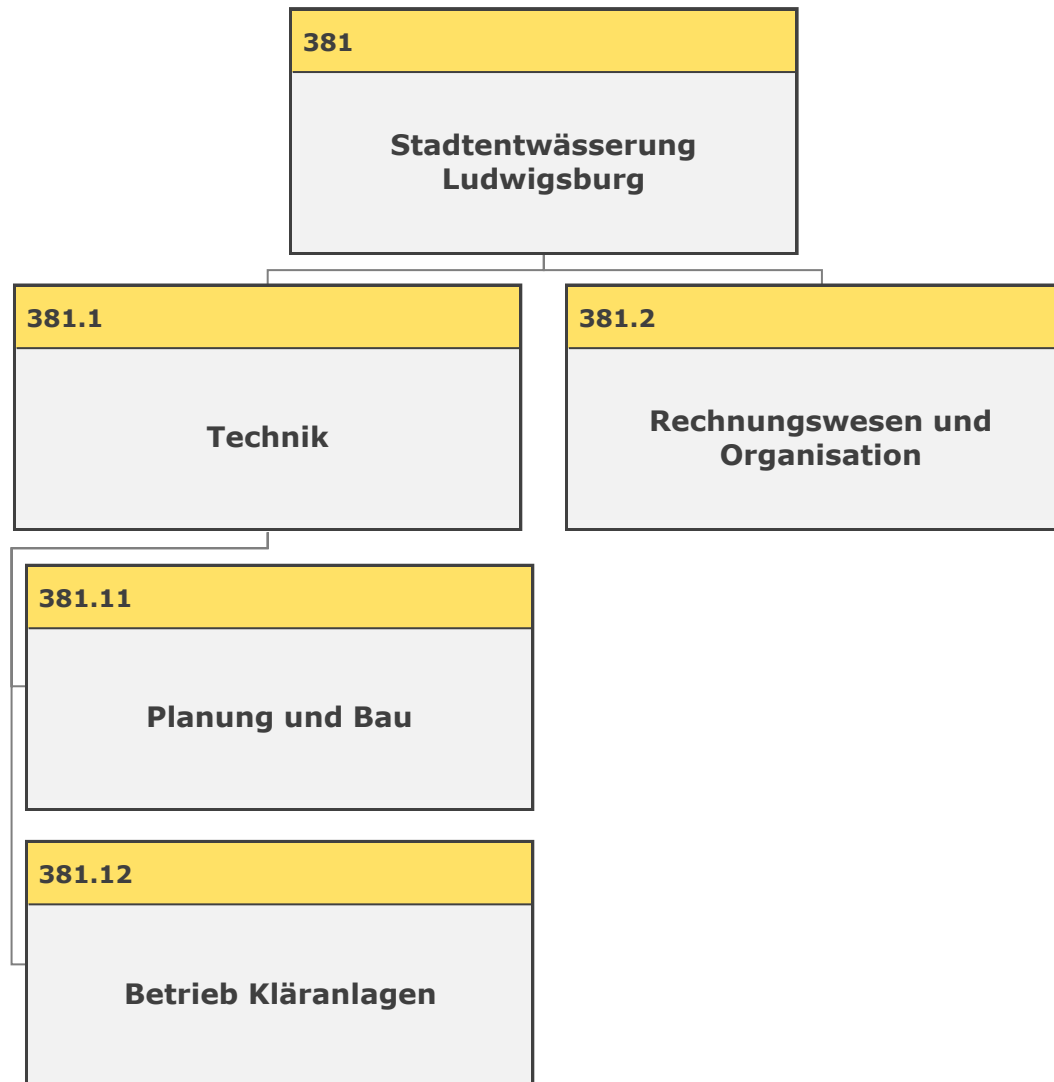 381
Stadtentwässerung
Ludwigsburg
381.1
Technik
381.2
Rechnungswesen und
Organisation
381.11
Planung und Bau
381.12
Betrieb Kläranlagen